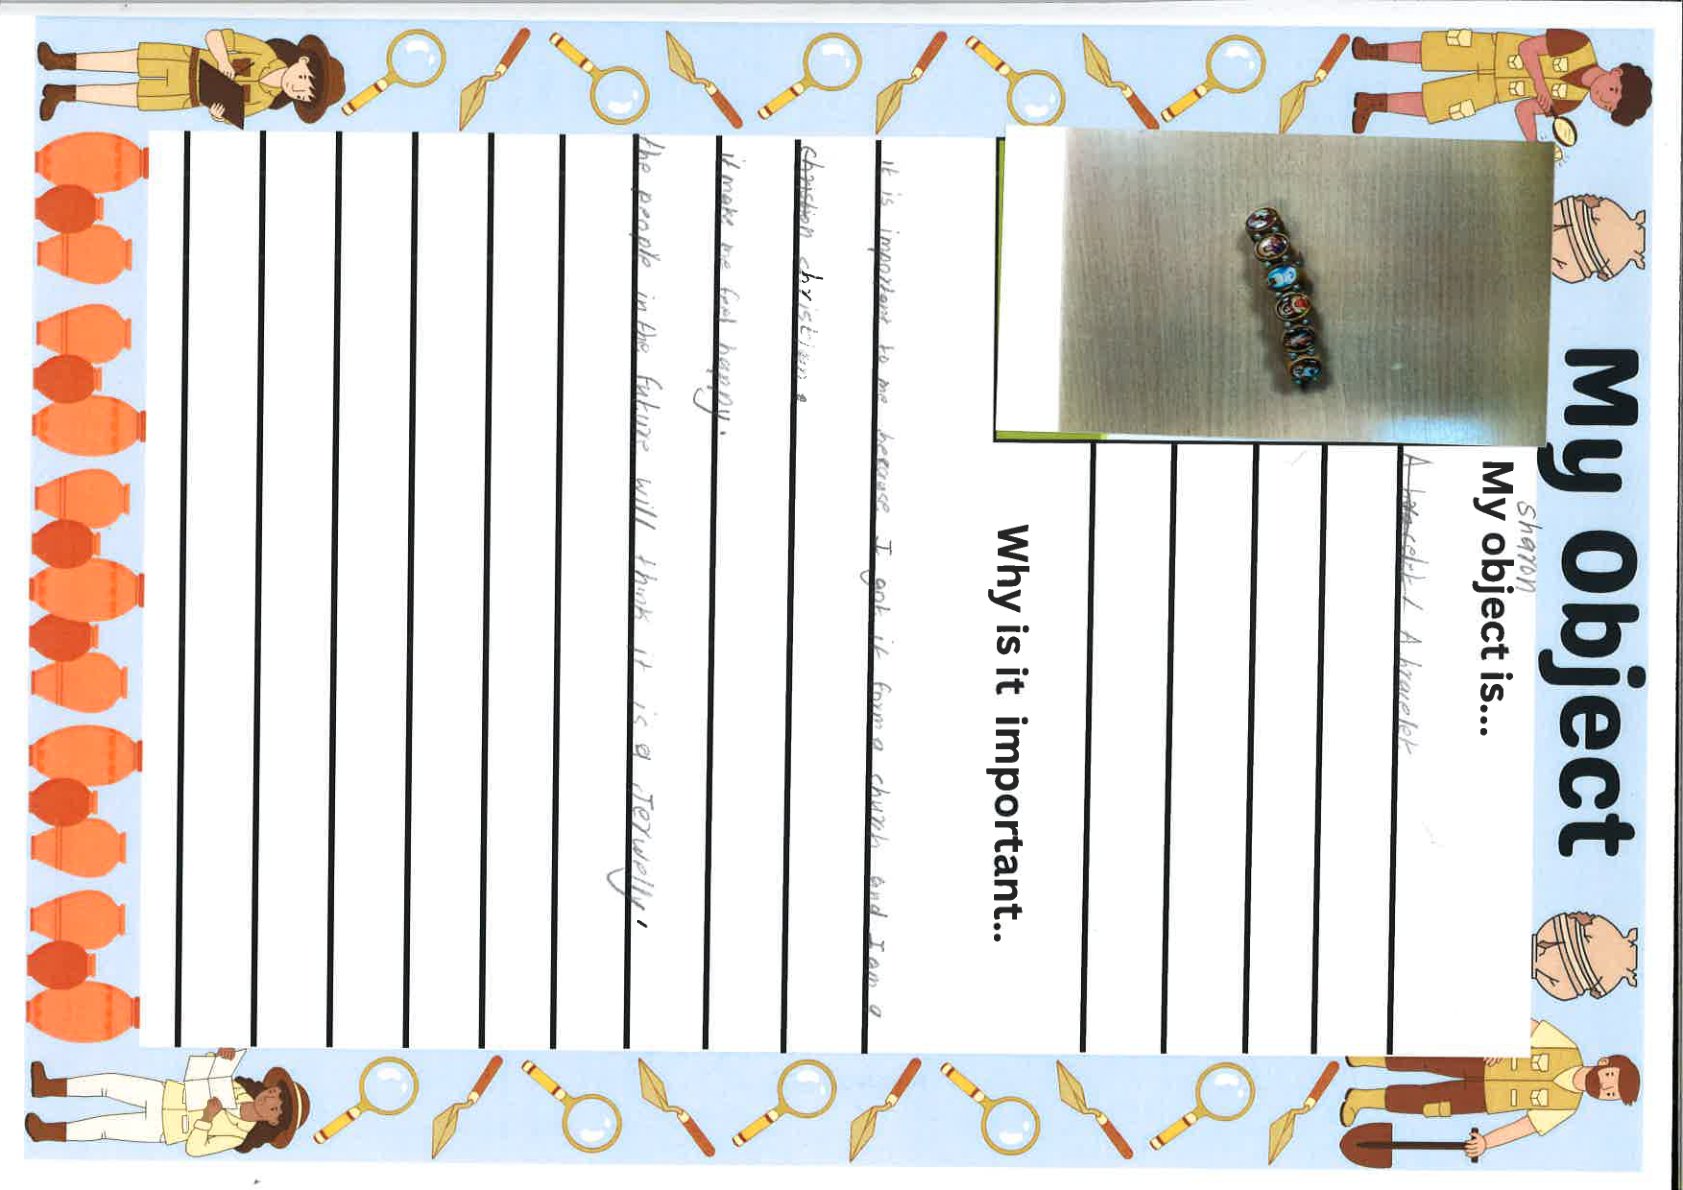 My Object
sharon
My object is...
A bracelet / A bracelet
Why is it important..
it is important to me because I got it form a church and I am a
christion christian.
it make me feel happy.
the people in the future will think it is a Jerwelly.